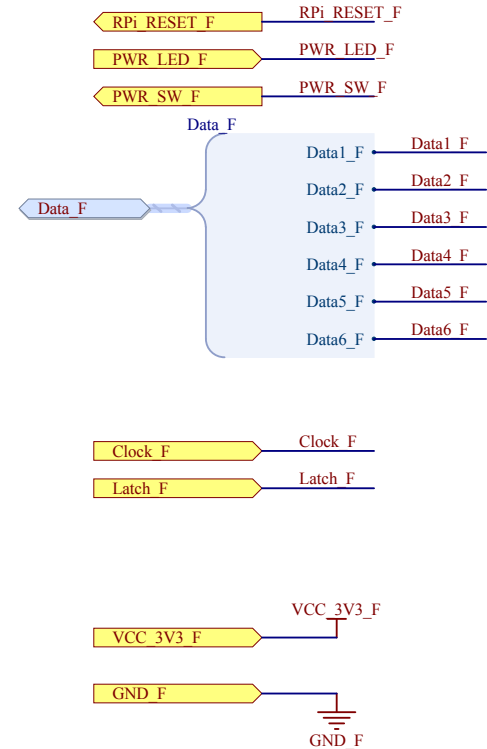 RPi_RESET_F RPi_RESET_F
PWR_LED_F PWR_LED_F
PWR_SW_F PWR_SW_F
Data_F
Data1_F Data1_F
Data2_F Data2_F
Data_F Data3_F Data3_F
Data4_F Data4_F
Data5_F Data5_F
Data6_F Data6_F
Clock_F Clock_F
Latch_F Latch_F
VCC_3V3_F
VCC_3V3_F
GND_F
GND_F